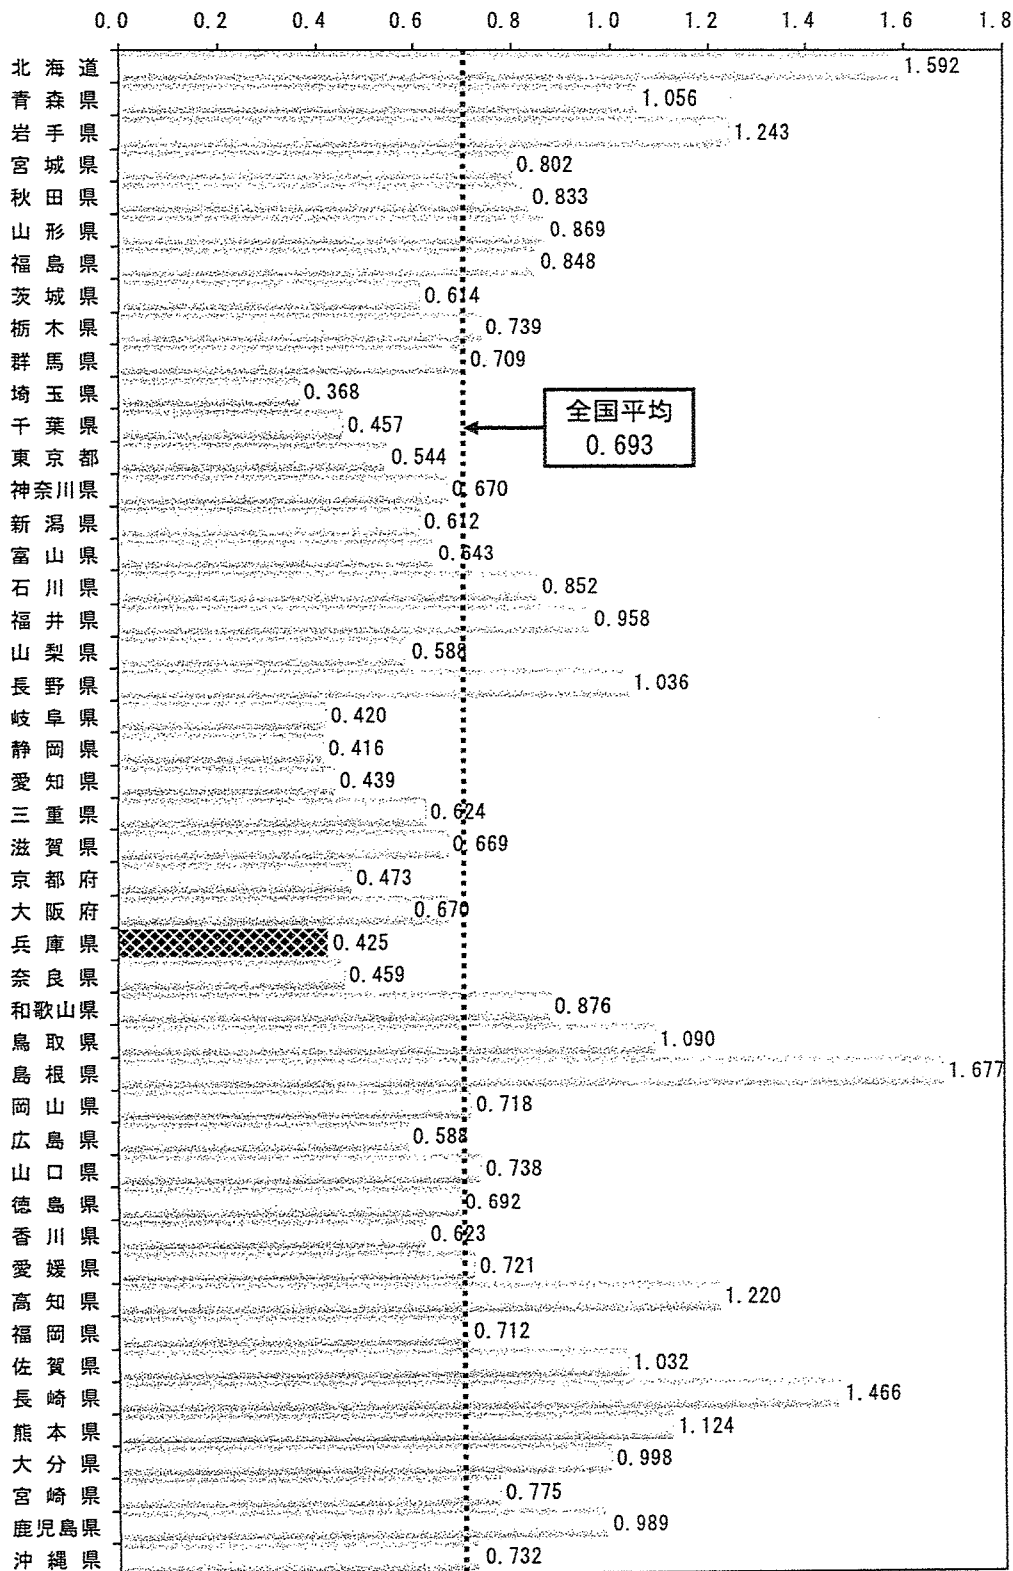 0.0 0.2 0.4 0.6 0.8 1.0 1.2 1.4 1.6 1.8
北海道 1.592
青森県 1.056
岩手県 1.243
宮城県 0.802
秋田県 0.833
山形県 0.869
福島県 0.848
茨城県 0.614
栃木県 0.739
群馬県 0.709
埼玉県 0.368
全国平均
千葉県 0.457
0.693
東京都 0.544
神奈川県 0.670
新潟県 0.612
富山県 0.643
石川県 0.852
福井県 0.958
山梨県 0.588
長野県 1.036
岐阜県 0.420
静岡県 0.416
愛知県 0.439
三重県 0.624
滋賀県 0.669
京都府 0.473
大阪府 0.670
兵庫県 0.425
奈良県 0.459
和歌山県 0.876
鳥取県 1.090
島根県 1.677
岡山県 0.718
広島県 0.588
山口県 0.738
徳島県 0.692
香川県 0.623
愛媛県 0.721
高知県 1.220
福岡県 0.712
佐賀県 1.032
長崎県 1.466
熊本県 1.124
大分県 0.998
宮崎県 0.775
鹿児島県 0.989
沖縄県 0.732